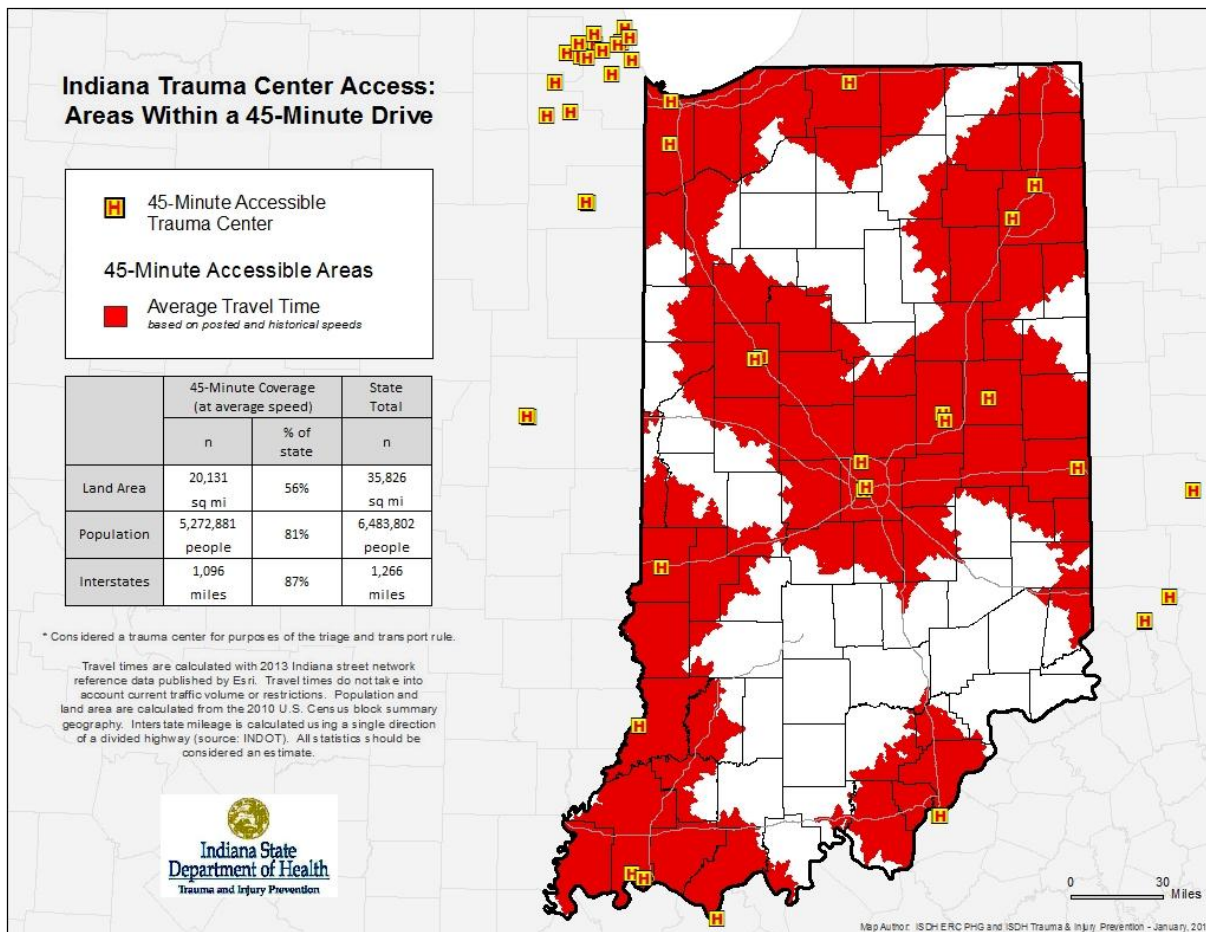 Indiana Trauma Center Access:
Areas Within a 45-Minute Drive
H 45-Minute Accessible
Trauma Center
45-Minute Accessible Areas
Average Travel Time
based on posted and historical speeds
45-Minute Coverage
(at average speed)
State
Total
n
% of
state
n
Land Area
20,131
sq mi
56%
35,826
sq mi
Population
5,272,881
people
81%
6,483,802
people
Interstates
1,096
miles
87%
1,266
miles
* Considered a trauma center for purposes of the triage and transport rule.
Travel times are calculated with 2013 Indiana street network
reference data published by Esri. Travel times do not take into
account current traffic volume or restrictions. Population and
land area are calculated from the 2010 U.S. Census block summary
geography. Interstate mileage is calculated using a single direction
of a divided highway (source: INDOT). All statistics should be
considered an estimate.
Indiana State
Department of Health
Trauma and Injury Prevention
0 30
Miles
Map Author: ISDH ERC PHG and ISDH Trauma & Injury Prevention - January, 201